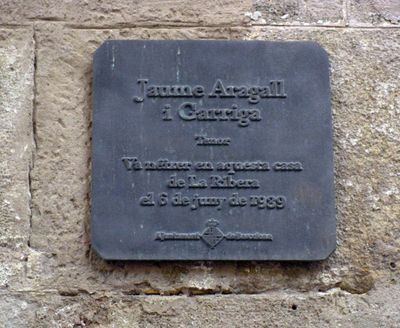 Jaume Aragall
i Garriga
Tenor
Va néixer en aquesta casa
de La Ribera
el 6 de juny de 1939
Ajuntament de Barcelona